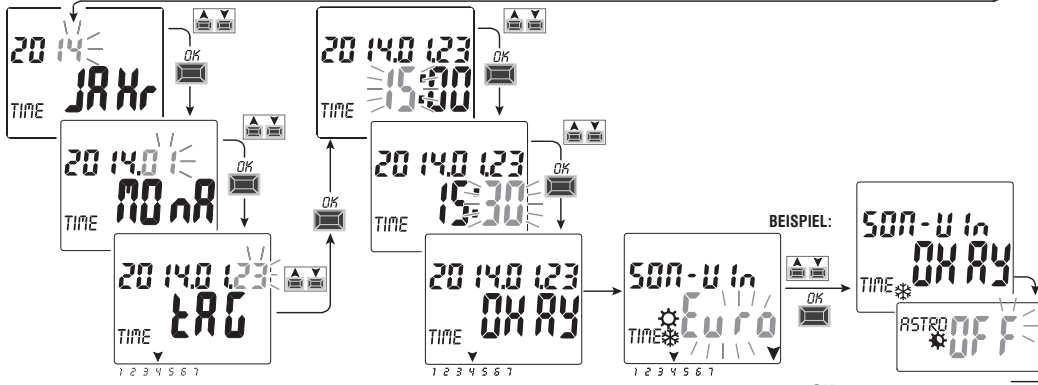 20 14
JAHr
TIME
OK
20 14.01
MOnA
TIME
OK
20 14.01.23
tAG
TIME
1 2 3 4 5 6 7
OK
20 14.01.23
15:00
TIME
OK
20 14.01.23
15:30
TIME
OK
20 14.01.23
OKAY
TIME
1 2 3 4 5 6 7
SOM-WIn
Euro
TIME
1 2 3 4 5 6 7
BEISPIEL:
OK
SOM-WIn
OKAY
TIME
ASTRO
OFF